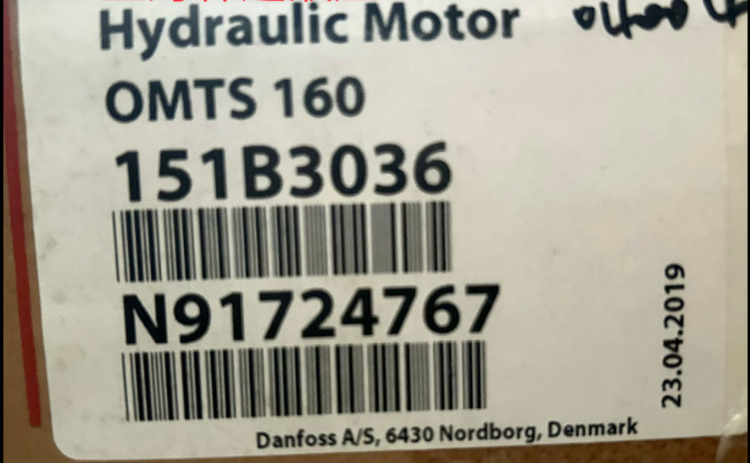 Hydraulic Motor
OMTS 160
151B3036
N91724767
23.04.2019
Danfoss A/S, 6430 Nordborg, Denmark